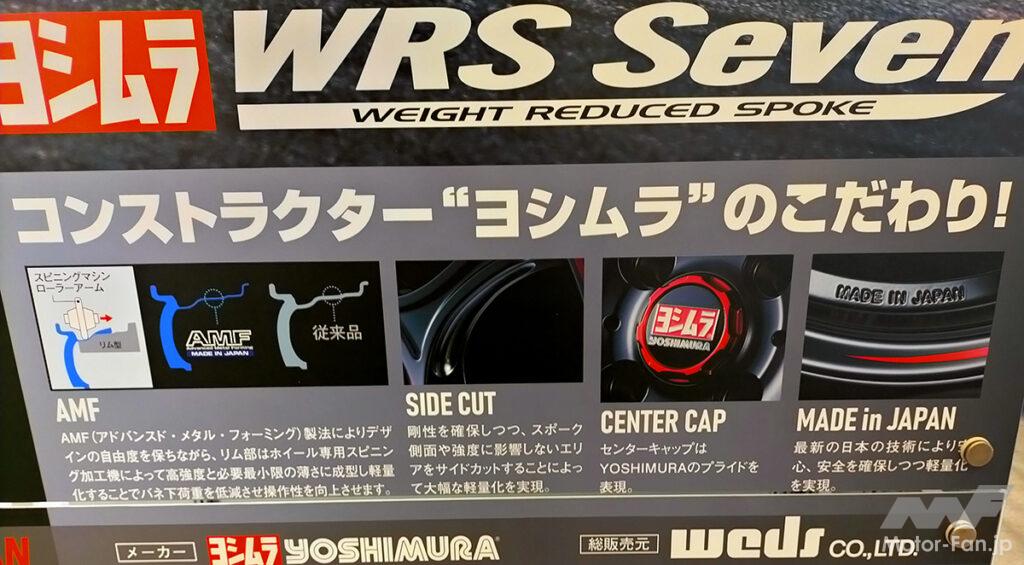 ヨシムラ
WRS Seven
WEIGHT REDUCED SPOKE
コンストラクター“ヨシムラ”のこだわり!
スピニングマシン
ローラーアーム
リム型
AMF
Advanced Metal Forming
MADE IN JAPAN
従来品
ヨシムラ
YOSHIMURA
MADE IN JAPAN
AMF
AMF(アドバンスド・メタル・フォーミング)製法によりデザ
インの自由度を保ちながら、リム部はホイール専用スピニング
加工機によって高強度と必要最小限の薄さに成型し軽量
化することでバネ下荷重を低減させ操作性を向上させます。
SIDE CUT
剛性を確保しつつ、スポーク
側面や強度に影響しないエリ
アをサイドカットすることによっ
て大幅な軽量化を実現。
CENTER CAP
センターキャップは
YOSHIMURAのプライドを
表現。
MADE in JAPAN
最新の日本の技術により安
心、安全を確保しつつ軽量化
を実現。
AN
メーカー
ヨシムラ YOSHIMURA
総販売元
weds CO.,LTD.
Motor-Fan.jp